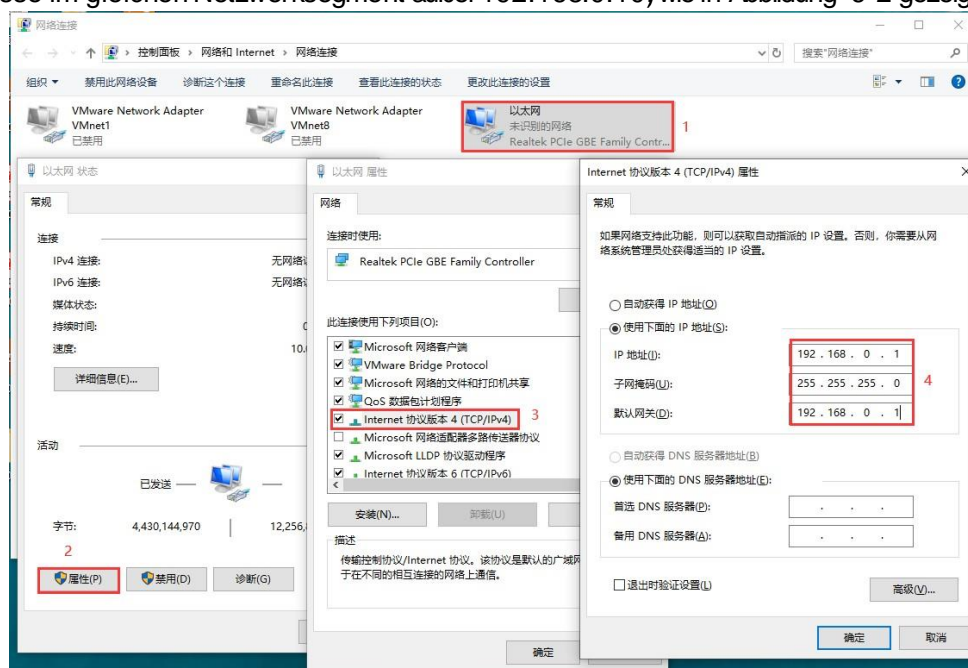 im gleichen Netzwerksegment außer 192.168.0.10, wie in Abbildung
网络连接
控制面板 › 网络和 Internet › 网络连接
搜索"网络连接"
组织 禁用此网络设备 诊断这个连接 重命名此连接 查看此连接的状态 更改此连接的设置
VMware Network Adapter
VMnet1
已禁用
VMware Network Adapter
VMnet8
已禁用
以太网
未识别的网络
Realtek PCIe GBE Family Contr...
1
以太网 状态
常规
连接
IPv4 连接: 无网络
IPv6 连接: 无网络
媒体状态:
持续时间:
速度: 10.
详细信息(E)...
活动
已发送
字节: 4,430,144,970 12,256,
2
属性(P) 禁用(D) 诊断(G)
以太网 属性
网络
连接时使用:
Realtek PCIe GBE Family Controller
此连接使用下列项目(O):
Microsoft 网络客户端
VMware Bridge Protocol
Microsoft 网络的文件和打印机共享
QoS 数据包计划程序
Internet 协议版本 4 (TCP/IPv4)
3
Microsoft 网络适配器多路传送器协议
Microsoft LLDP 协议驱动程序
Internet 协议版本 6 (TCP/IPv6)
安装(N)... 卸载(U)
描述
传输控制协议/Internet 协议。该协议是默认的广域网
于在不同的相互连接的网络上通信。
确定
Internet 协议版本 4 (TCP/IPv4) 属性
常规
如果网络支持此功能，则可以获取自动指派的 IP 设置。否则，你需要从网
络系统管理员处获得适当的 IP 设置。
自动获得 IP 地址(O)
使用下面的 IP 地址(S):
IP 地址(I): 192 . 168 . 0 . 1
子网掩码(U): 255 . 255 . 255 . 0
默认网关(D): 192 . 168 . 0 . 1
4
自动获得 DNS 服务器地址(B)
使用下面的 DNS 服务器地址(E):
首选 DNS 服务器(P): . . .
备用 DNS 服务器(A): . . .
退出时验证设置(L)
高级(V)...
确定 取消